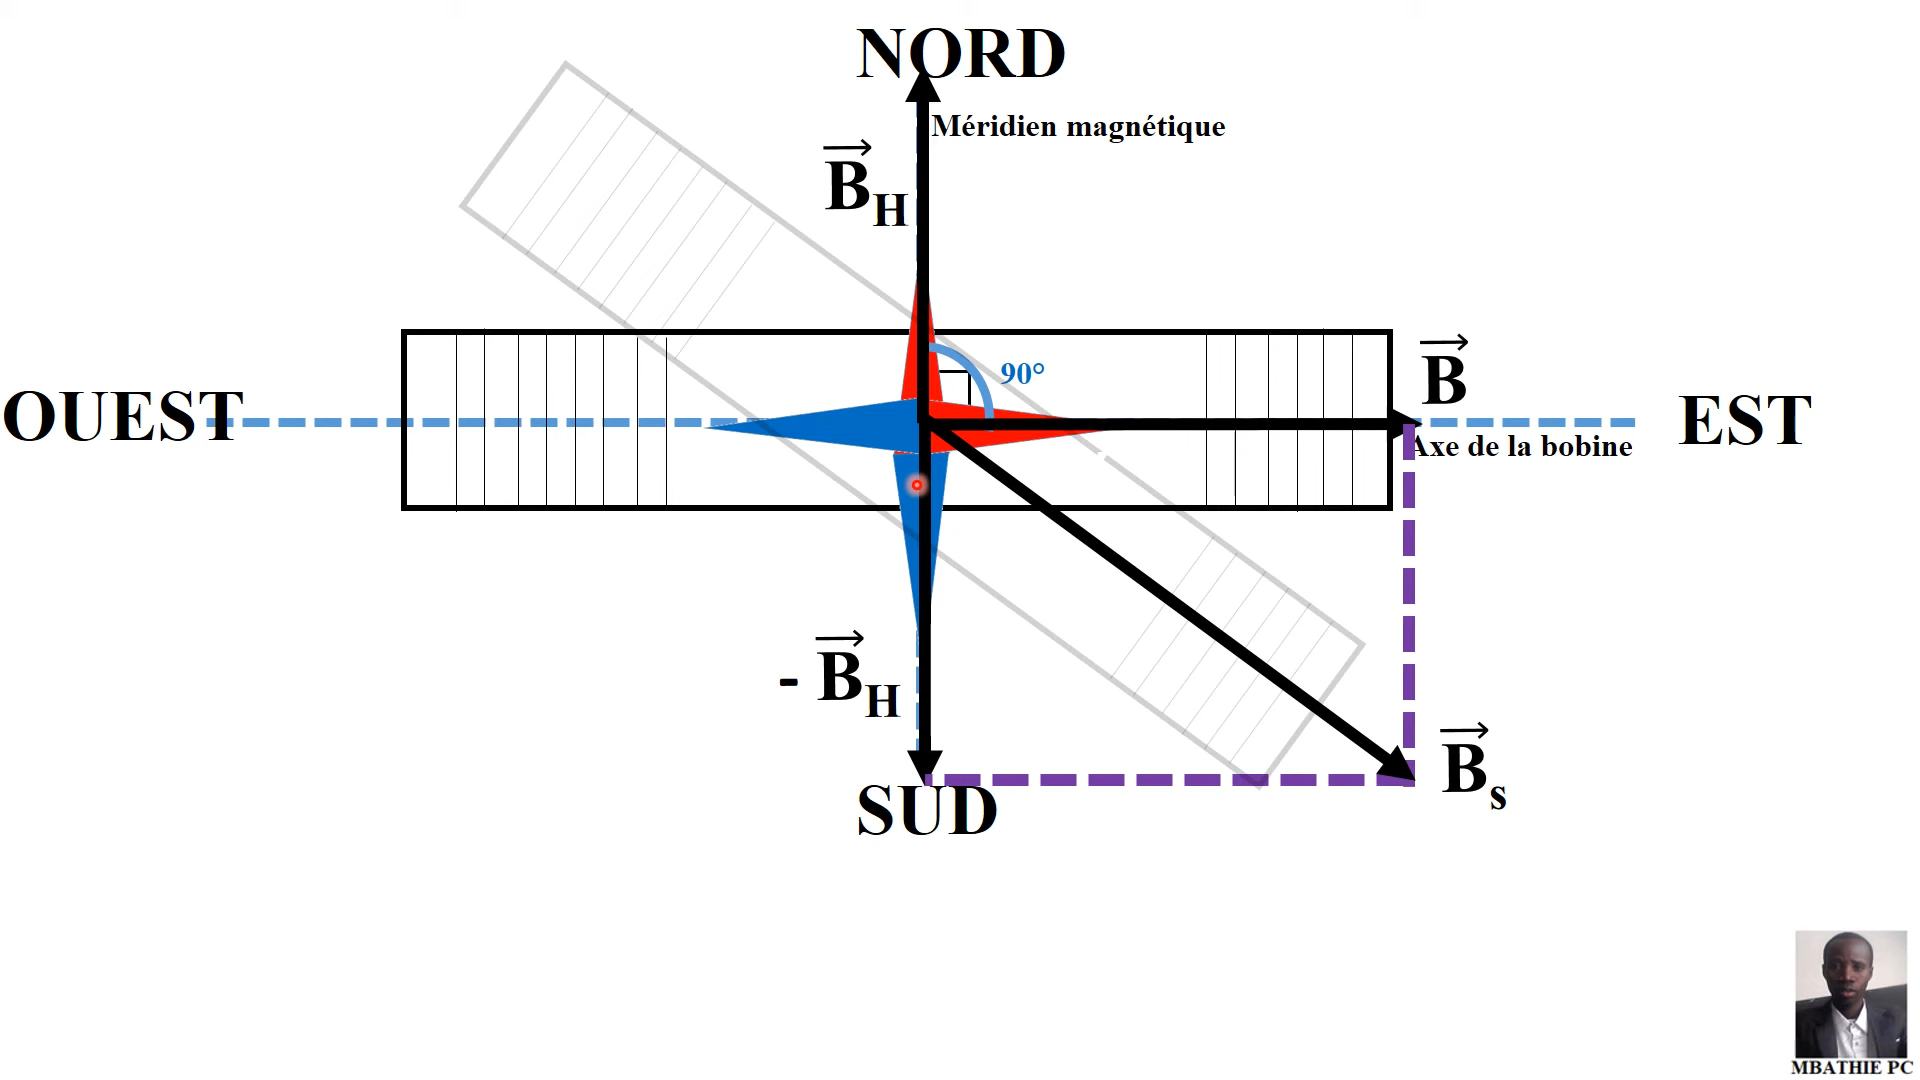 NORD
Méridien magnétique
B_H
90°
B
OUEST
EST
Axe de la bobine
- B_H
B_s
SUD
MBATHIE PC